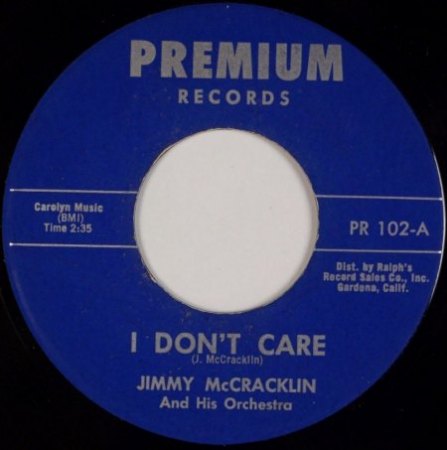 PREMIUM
RECORDS
Carolyn Music
(BMI)
Time 2:35
PR 102-A
Dist. by Ralph's
Record Sales Co., Inc.
Gardena, Calif.
I DON'T CARE
(J. McCracklin)
JIMMY McCRACKLIN
And His Orchestra